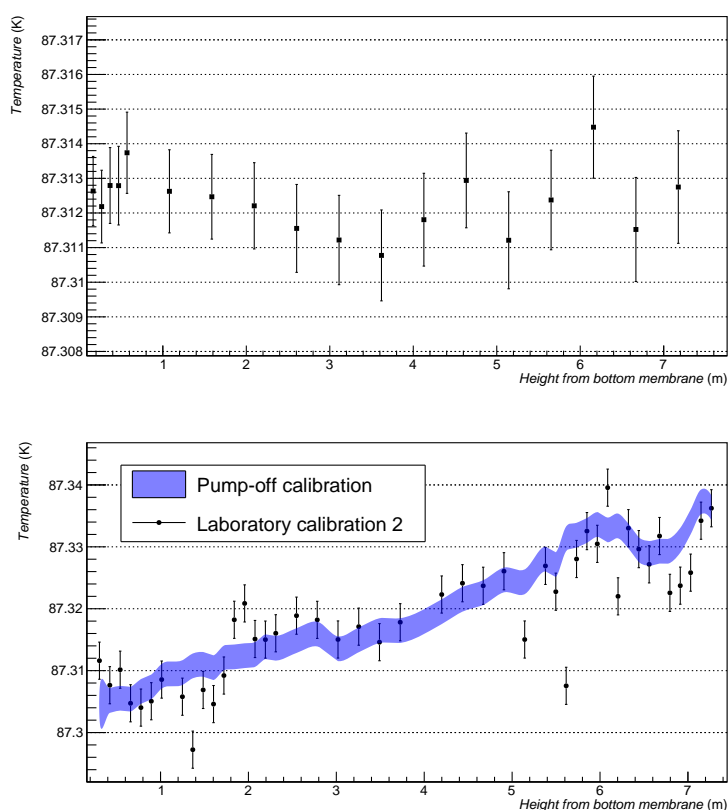 Temperature (K)
87.317
87.316
87.315
87.314
87.313
87.312
87.311
87.31
87.309
87.308
1 2 3 4 5 6 7
Height from bottom membrane (m)
Temperature (K)
87.34
87.33
87.32
87.31
87.3
Pump-off calibration
Laboratory calibration 2
1 2 3 4 5 6 7
Height from bottom membrane (m)